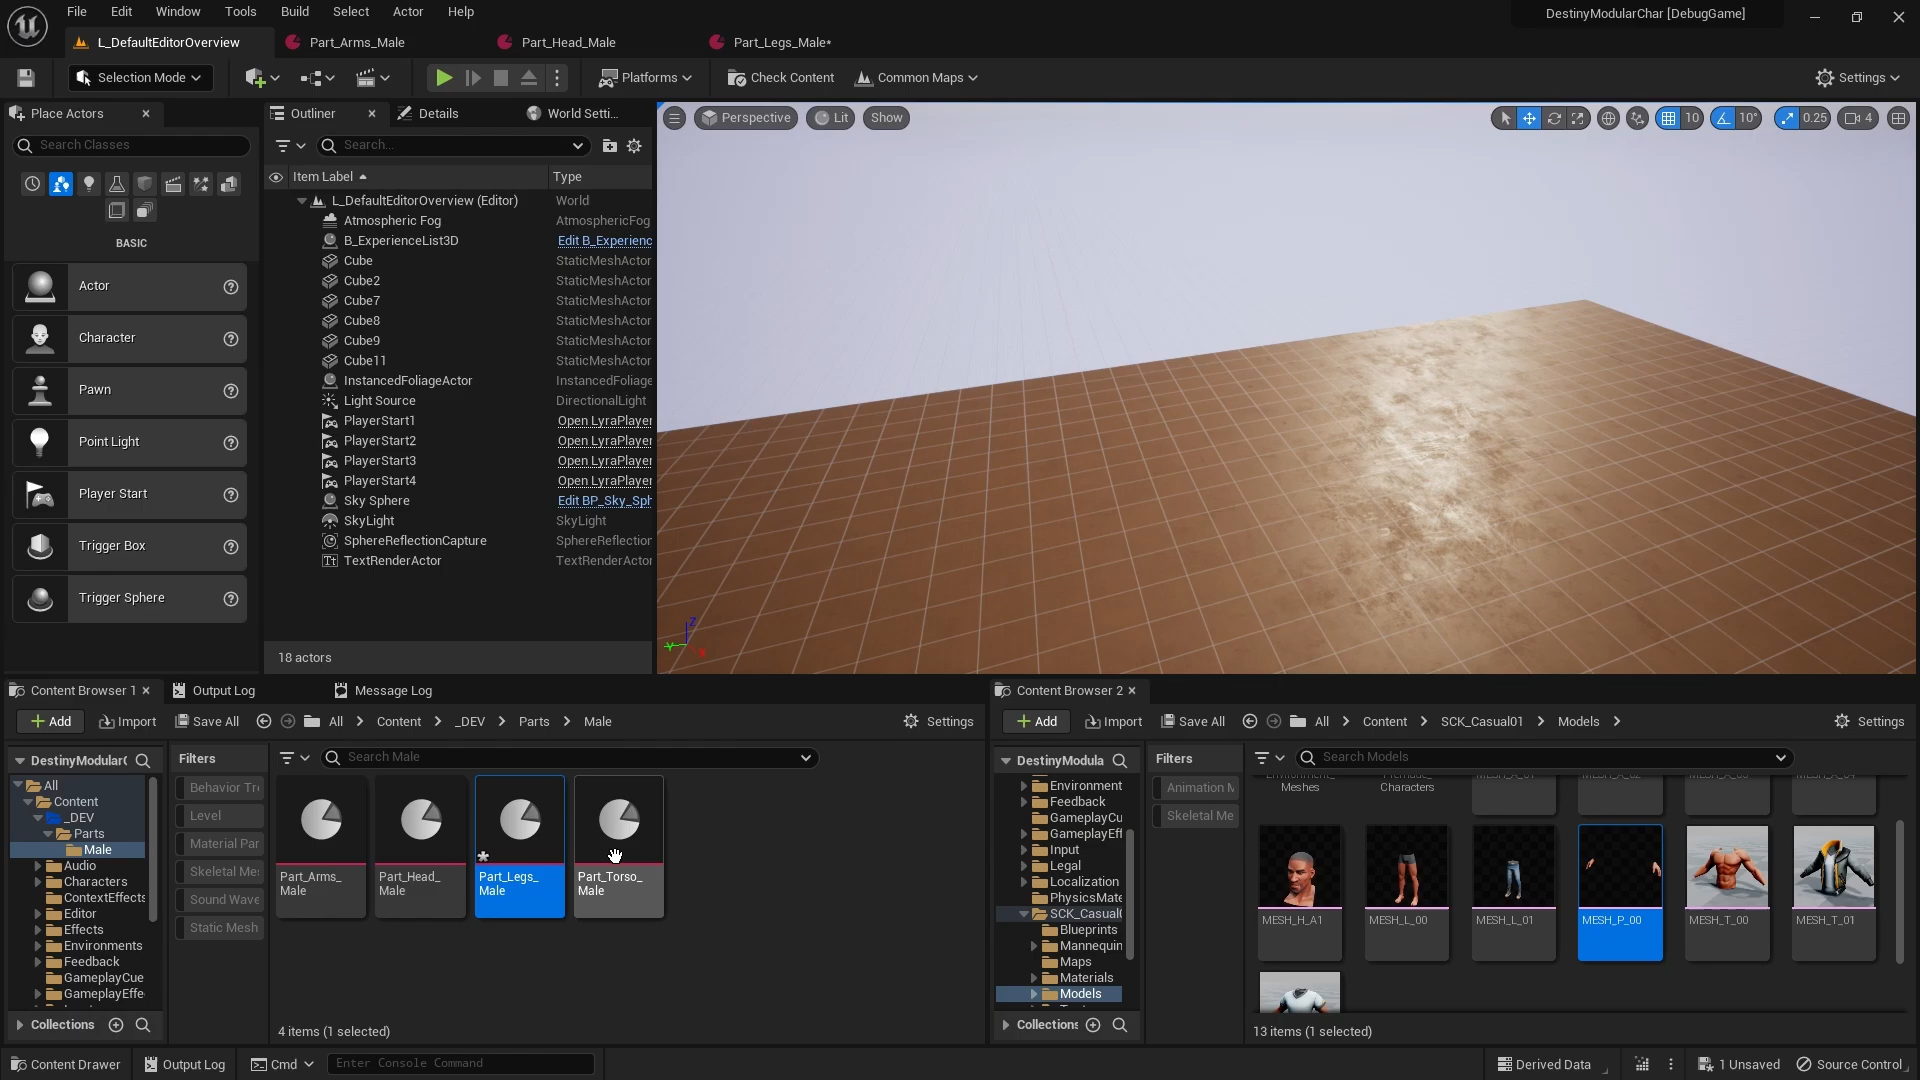 File Edit Window Tools Build Select Actor Help
DestinyModularChar [DebugGame]
L_DefaultEditorOverview
Part_Arms_Male
Part_Head_Male
Part_Legs_Male*
Selection Mode
Platforms
Check Content
Common Maps
Settings
Place Actors
Outliner
Details
World Setti...
Search Classes
Search...
Perspective
Lit
Show
10
10°
0.25
4
Item Label
Type
BASIC
Actor
Character
Pawn
Point Light
Player Start
Trigger Box
Trigger Sphere
L_DefaultEditorOverview (Editor) World
Atmospheric Fog AtmosphericFog
B_ExperienceList3D Edit B_Experienc
Cube StaticMeshActor
Cube2 StaticMeshActor
Cube7 StaticMeshActor
Cube8 StaticMeshActor
Cube9 StaticMeshActor
Cube11 StaticMeshActor
InstancedFoliageActor InstancedFoliage
Light Source DirectionalLight
PlayerStart1 Open LyraPlayer
PlayerStart2 Open LyraPlayer
PlayerStart3 Open LyraPlayer
PlayerStart4 Open LyraPlayer
Sky Sphere Edit BP_Sky_Sph
SkyLight SkyLight
SphereReflectionCapture SphereReflection
TextRenderActor TextRenderActor
18 actors
Z
Y
X
Content Browser 1
Output Log
Message Log
Add
Import
Save All
All > Content > _DEV > Parts > Male
Settings
DestinyModular(
Filters
Search Male
All
Content
_DEV
Parts
Male
Audio
Characters
ContextEffects
Editor
Effects
Environments
Feedback
GameplayCue
GameplayEffe
Behavior Tr
Level
Material Par
Skeletal Mes
Sound Wave
Static Mesh
Part_Arms_
Male
Part_Head_
Male
Part_Legs_
Male
Part_Torso_
Male
Collections
4 items (1 selected)
Content Browser 2
Add
Import
Save All
All > Content > SCK_Casual01 > Models >
Settings
DestinyModula
Filters
Search Models
Environment
Feedback
GameplayCu
GameplayEff
Input
Legal
Localization
PhysicsMate
SCK_Casual(
Blueprints
Mannequin
Maps
Materials
Models
Animation M
Skeletal Me
Meshes
Characters
MESH_H_A1
MESH_L_00
MESH_L_01
MESH_P_00
MESH_T_00
MESH_T_01
Collections
13 items (1 selected)
Content Drawer
Output Log
Cmd
Enter Console Command
Derived Data
1 Unsaved
Source Control